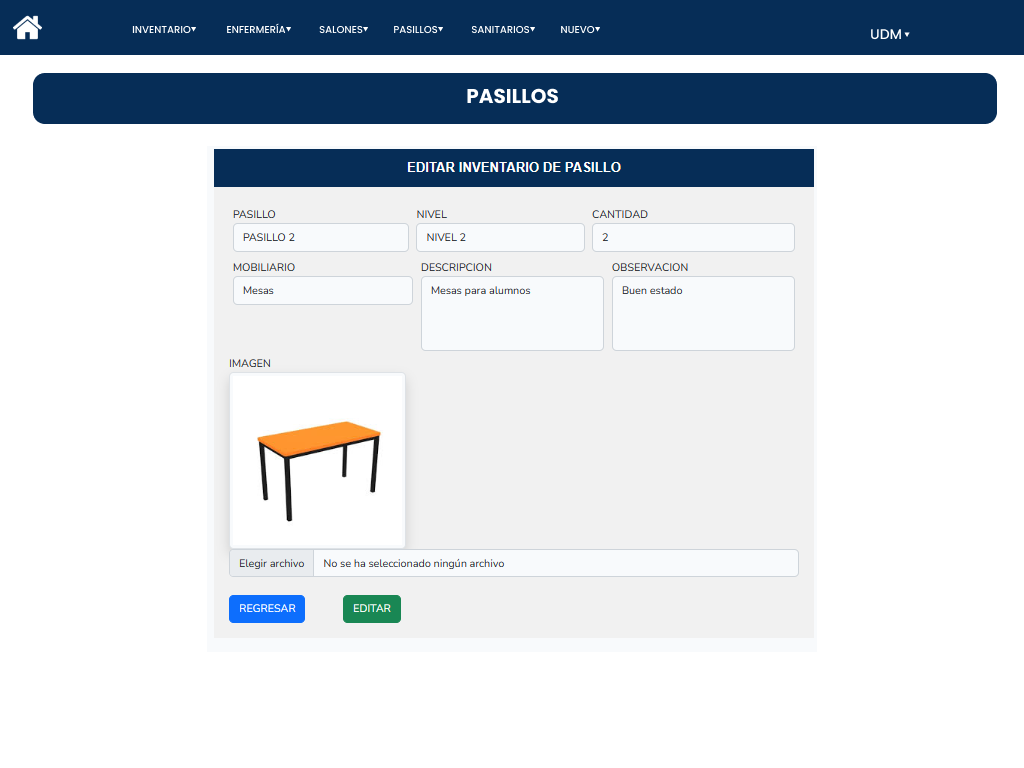 INVENTARIO▾ ENFERMERÍA▾ SALONES▾ PASILLOS▾ SANITARIOS▾ NUEVO▾ UDM ▾
PASILLOS
EDITAR INVENTARIO DE PASILLO
PASILLO NIVEL CANTIDAD
PASILLO 2 NIVEL 2 2
MOBILIARIO DESCRIPCION OBSERVACION
Mesas Mesas para alumnos Buen estado
IMAGEN
Elegir archivo No se ha seleccionado ningún archivo
REGRESAR EDITAR